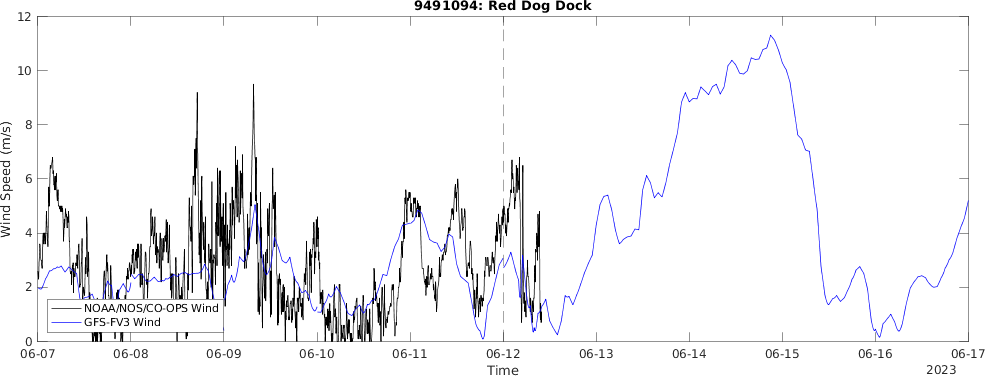 9491094: Red Dog Dock
Wind Speed (m/s)
12
10
8
6
4
2
0
NOAA/NOS/CO-OPS Wind
GFS-FV3 Wind
06-07 06-08 06-09 06-10 06-11 06-12 06-13 06-14 06-15 06-16 06-17
Time
2023